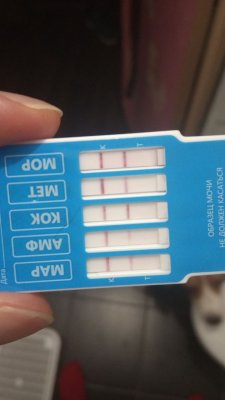 К Т
МОР
МЕТ
КОК
АМФ
МАР
К Т
Дата
ОБРАЗЕЦ МОЧИ
НЕ ДОЛЖЕН КАСАТЬСЯ